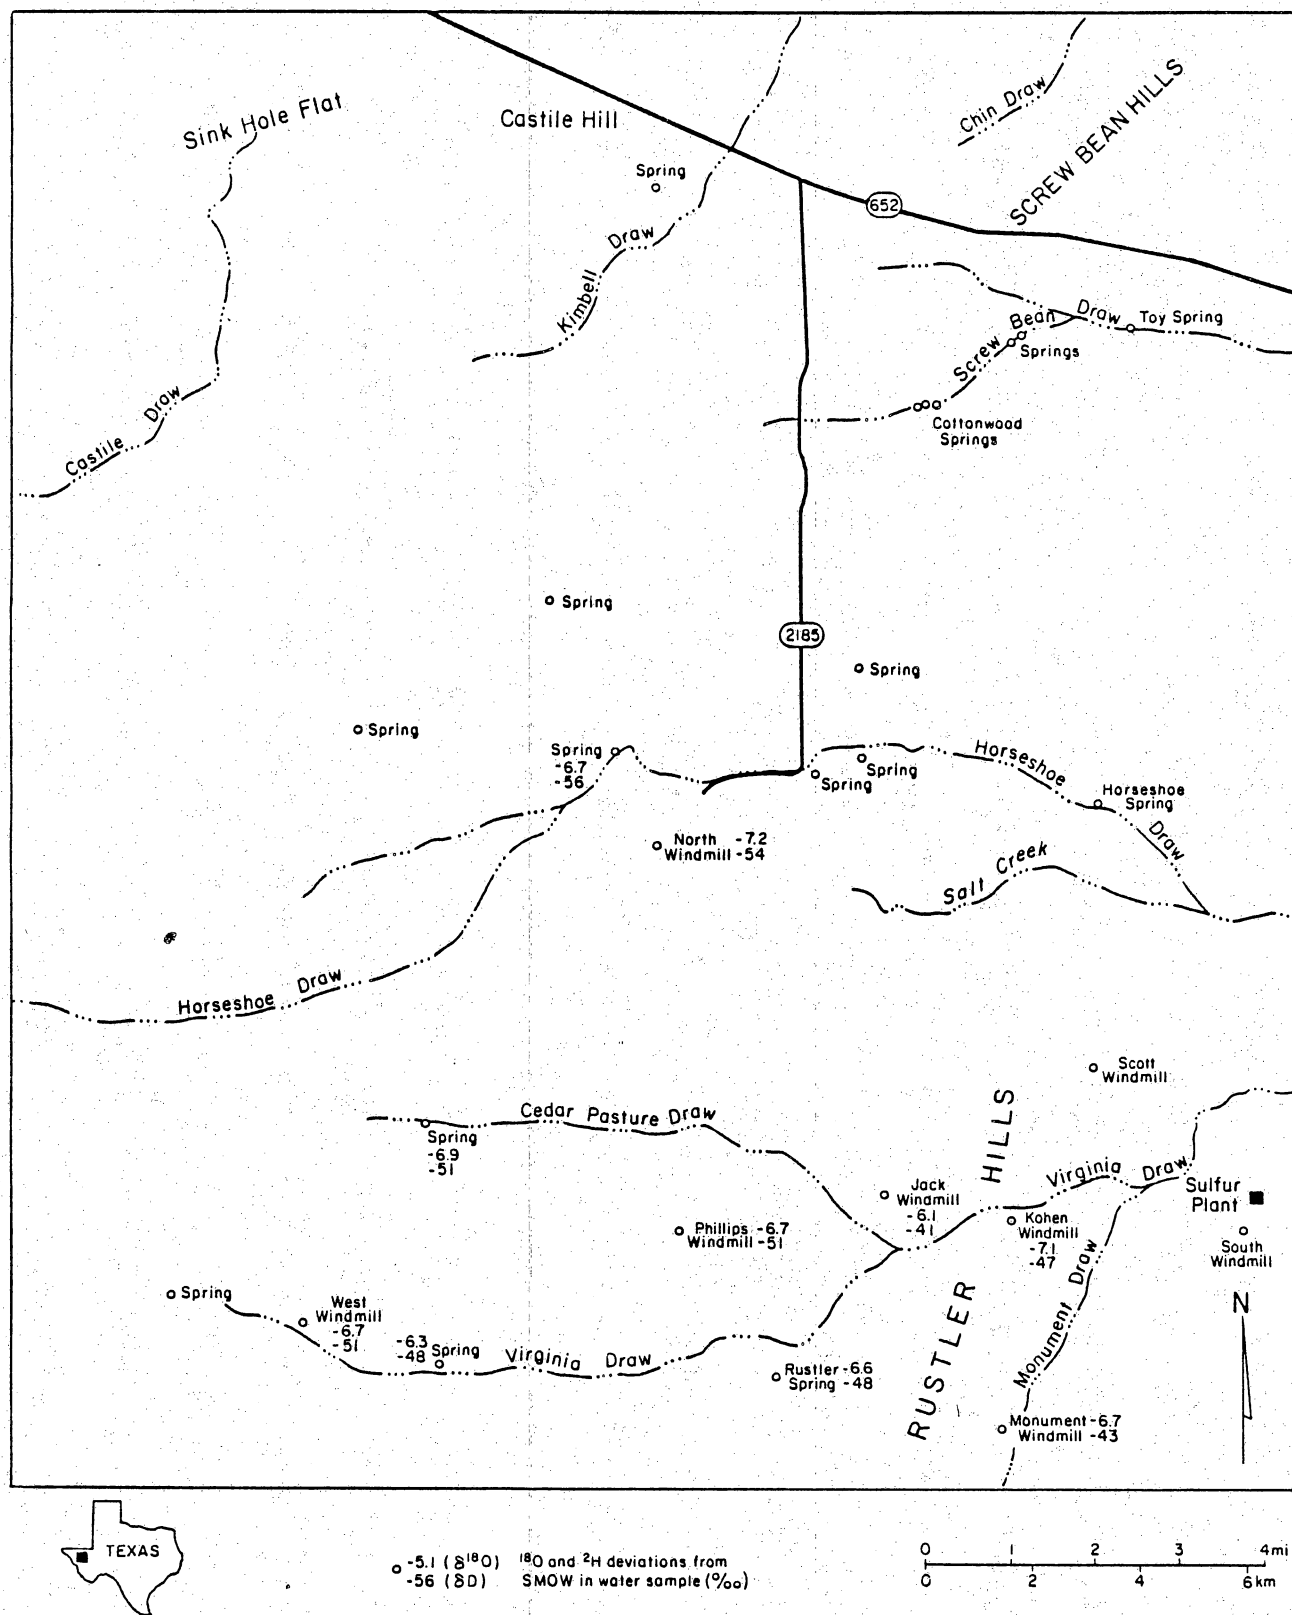 Sink Hole Flat
Castile Hill
Chin Draw
SCREW BEAN HILLS
Spring
652
Kimbell Draw
Screw Bean Draw
Toy Spring
Springs
Cottonwood
Springs
Castile Draw
Spring
2185
Spring
Spring
Spring
-6.7
-56
Spring
Spring
Horseshoe Draw
Horseshoe
Spring
North -7.2
Windmill -54
Salt Creek
Horseshoe Draw
Scott
Windmill
Cedar Pasture Draw
Spring
-6.9
-51
RUSTLER HILLS
Virginia Draw
Sulfur
Plant
Jack
Windmill
-6.1
-41
Kohen
Windmill
-7.1
-47
Phillips -6.7
Windmill -51
South
Windmill
Monument Draw
Spring
West
Windmill
-6.7
-51
-6.3
-48 Spring
Virginia Draw
Rustler -6.6
Spring -48
N
Monument -6.7
Windmill -43
TEXAS
-5.1 (δ¹⁸O) ¹⁸O and ²H deviations from
-56 (δD) SMOW in water sample (‰)
0 1 2 3 4mi
0 2 4 6km